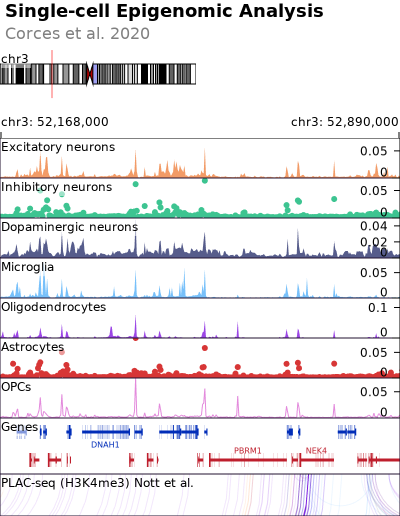 Single-cell Epigenomic Analysis
Corces et al. 2020
chr3
chr3: 52,168,000 chr3: 52,890,000
Excitatory neurons 0.05
0
Inhibitory neurons 0.05
0
Dopaminergic neurons 0.04
0.02
0
Microglia 0.05
0
Oligodendrocytes 0.1
0
Astrocytes 0.05
0
OPCs 0.05
0
Genes
DNAH1
PBRM1 NEK4
PLAC-seq (H3K4me3) Nott et al.